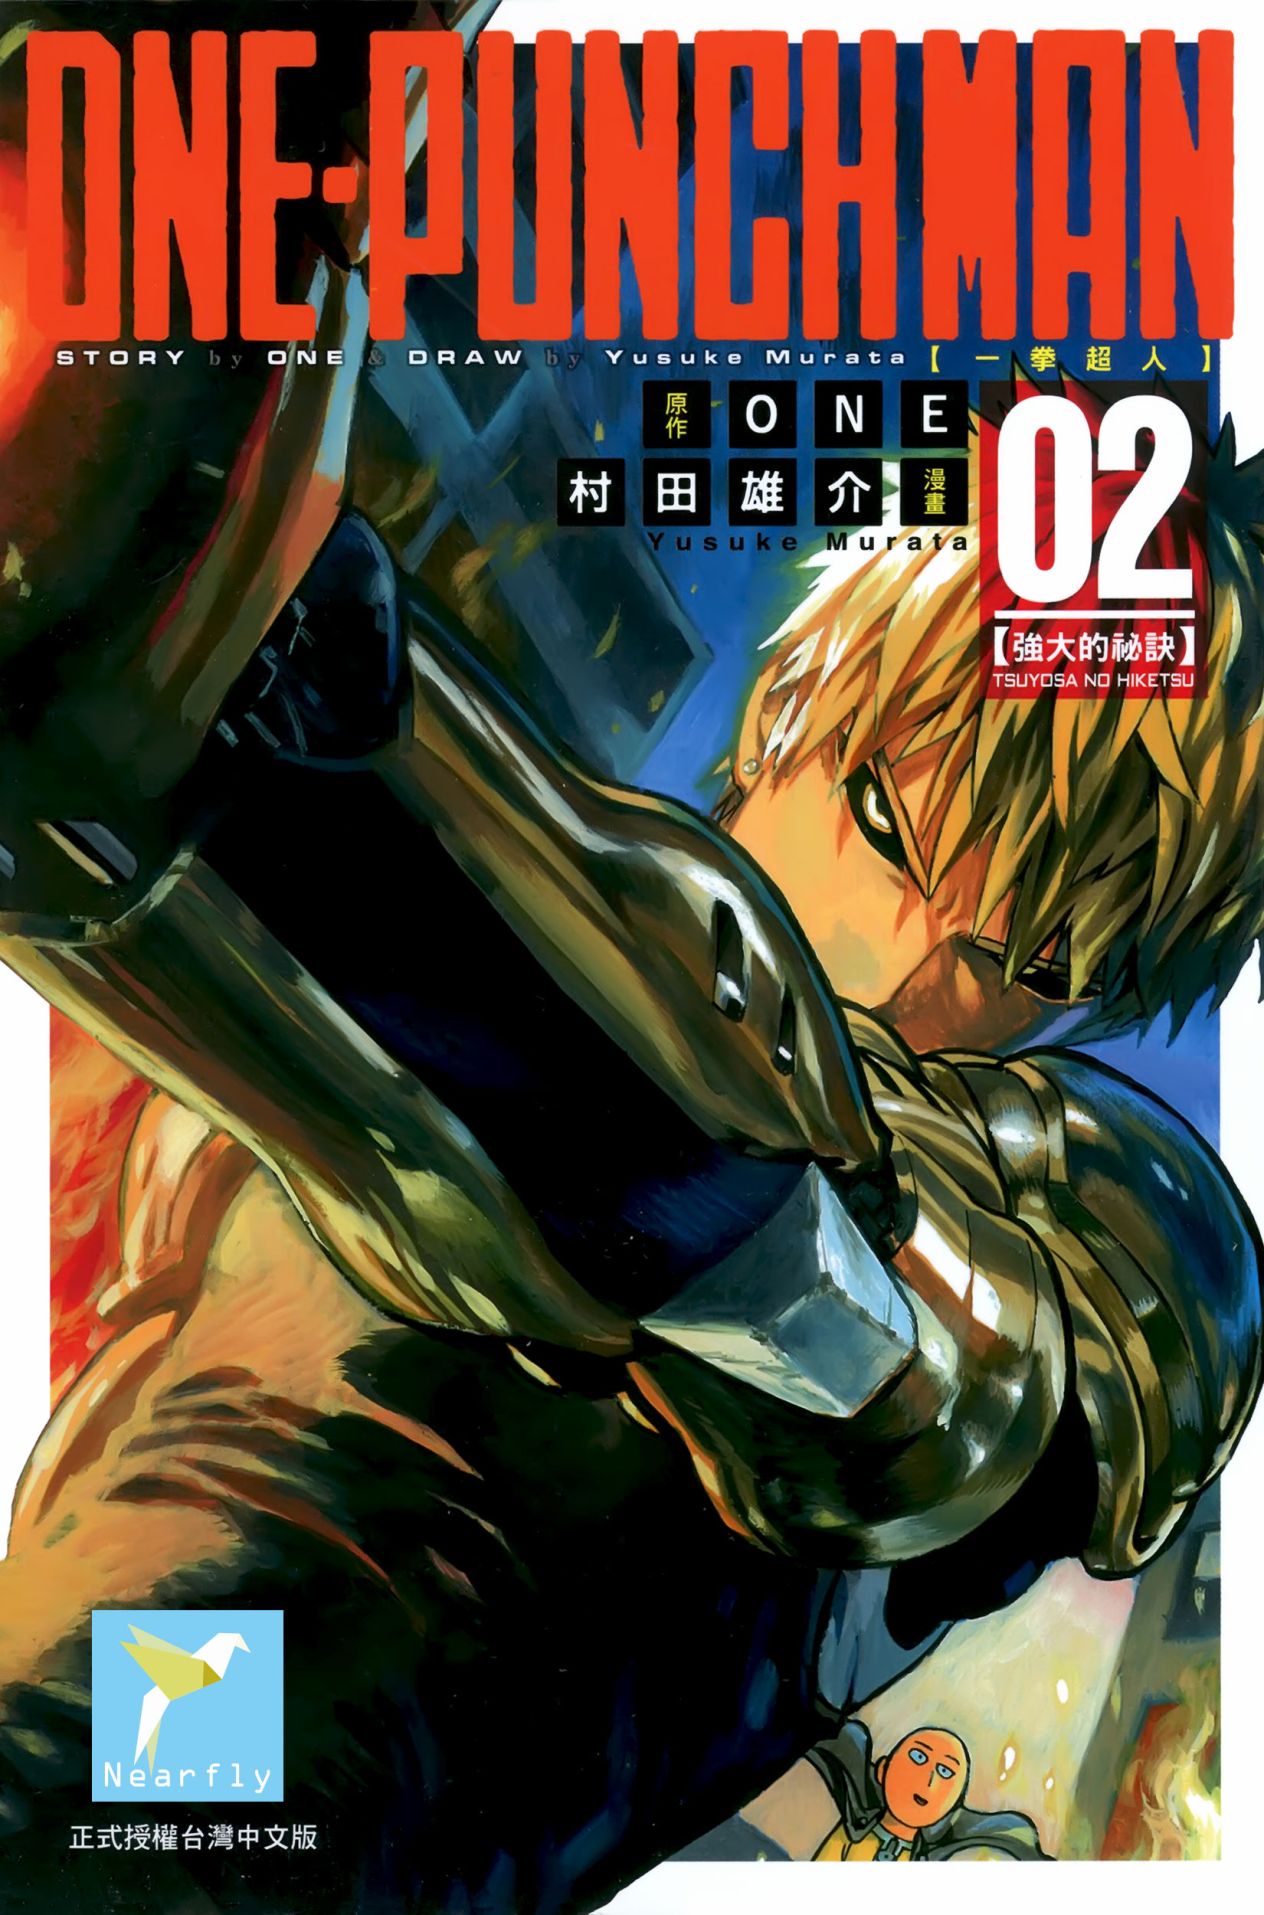 ONE-PUNCH MAN
STORY by ONE & DRAW by Yusuke Murata【一拳超人】
原作 ONE
村田雄介 漫畫
Yusuke Murata
02
【強大的祕訣】
TSUYOSA NO HIKETSU
Nearfly
正式授權台灣中文版